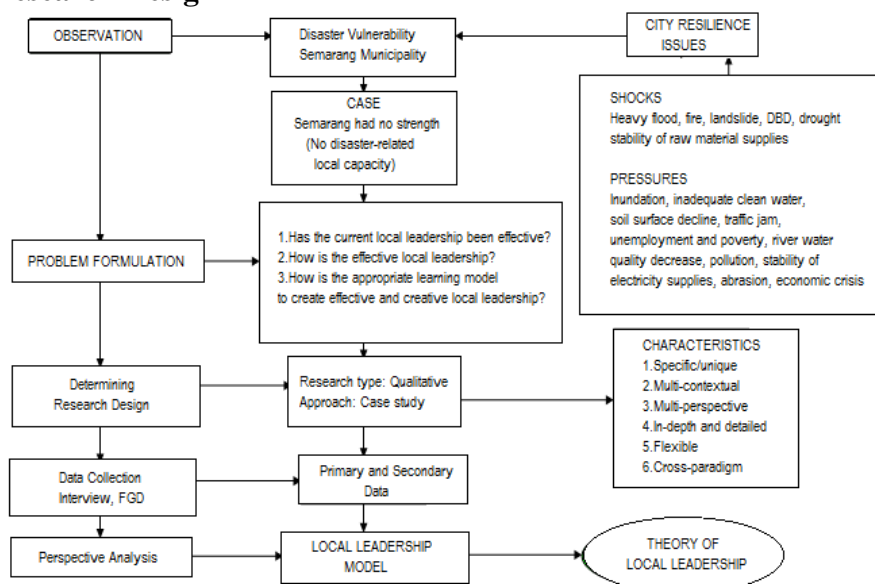 OBSERVATION
Disaster Vulnerability
Semarang Municipality
CITY RESILIENCE
ISSUES
CASE
Semarang had no strength
(No disaster-related
local capacity)
SHOCKS
Heavy flood, fire, landslide, DBD, drought
stability of raw material supplies
PRESSURES
Inundation, inadequate clean water,
soil surface decline, traffic jam,
unemployment and poverty, river water
quality decrease, pollution, stability of
electricity supplies, abrasion, economic crisis
PROBLEM FORMULATION
1.Has the current local leadership been effective?
2.How is the effective local leadership?
3.How is the appropriate learning model
to create effective and creative local leadership?
Determining
Research Design
Research type: Qualitative
Approach: Case study
CHARACTERISTICS
1.Specific/unique
2.Multi-contextual
3.Multi-perspective
4.In-depth and detailed
5.Flexible
6.Cross-paradigm
Data Collection
Interview, FGD
Primary and Secondary
Data
Perspective Analysis
LOCAL LEADERSHIP
MODEL
THEORY OF
LOCAL LEADERSHIP